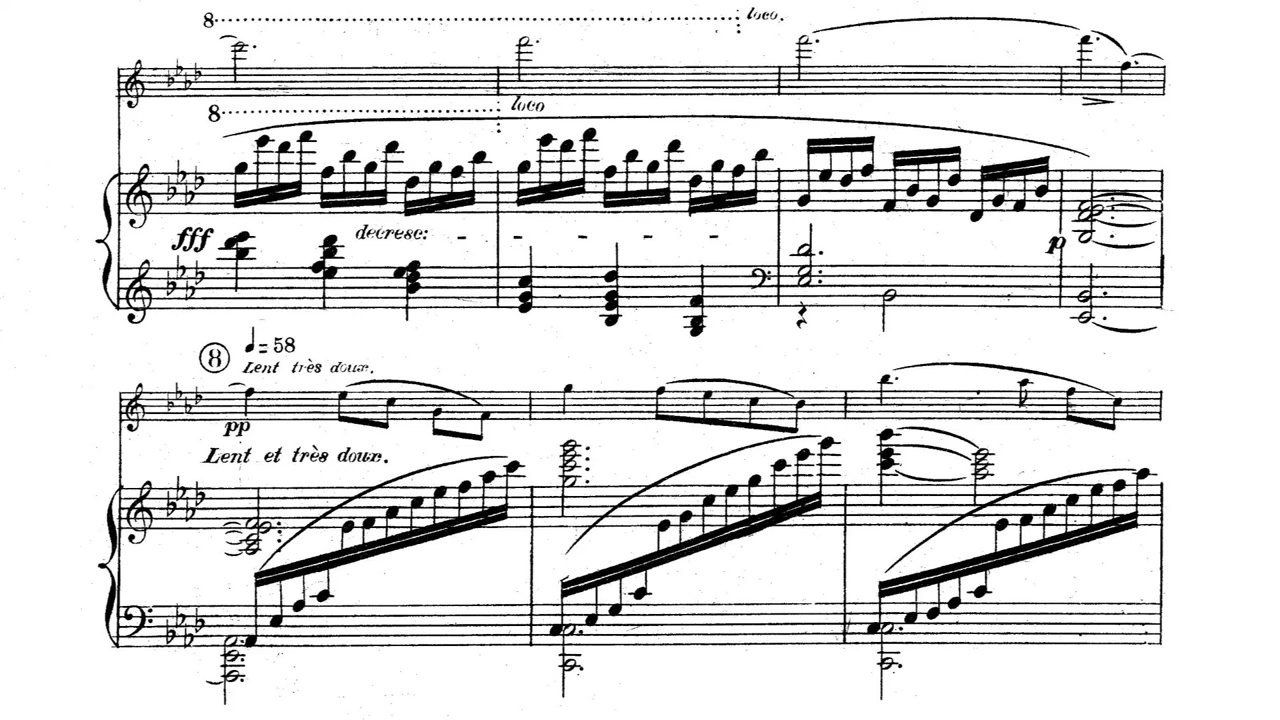 8
loco.
8
loco
fff
decresc:
p
8
= 58
Lent très doux.
pp
Lent et très doux.